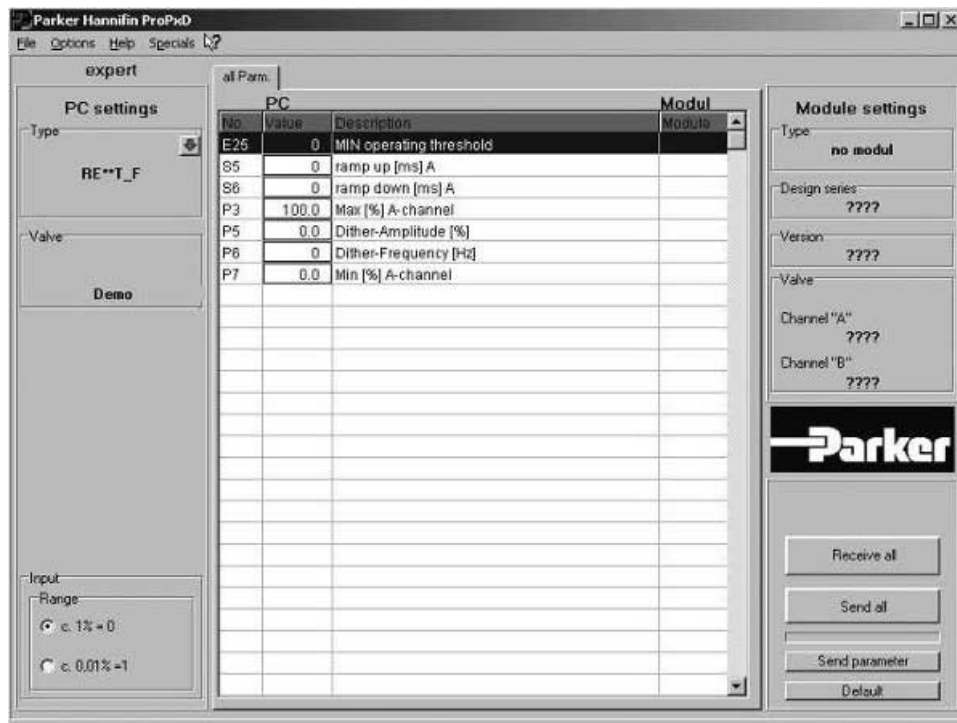 Parker Hannifin ProPxD
File Options Help Specials
expert
PC settings
Type
RE**T_F
Valve
Demo
Input
Range
c. 1% = 0
c. 0,01% =1
all Parm.
PC Modul
No. Value Description Module
E25 0 MIN operating threshold
S5 0 ramp up [ms] A
S6 0 ramp down [ms] A
P3 100.0 Max [%] A-channel
P5 0.0 Dither-Amplitude [%]
P6 0 Dither-Frequency [Hz]
P7 0.0 Min [%] A-channel
Module settings
Type
no modul
Design series
????
Version
????
Valve
Channel "A"
????
Channel "B"
????
Parker
Receive all
Send all
Send parameter
Default